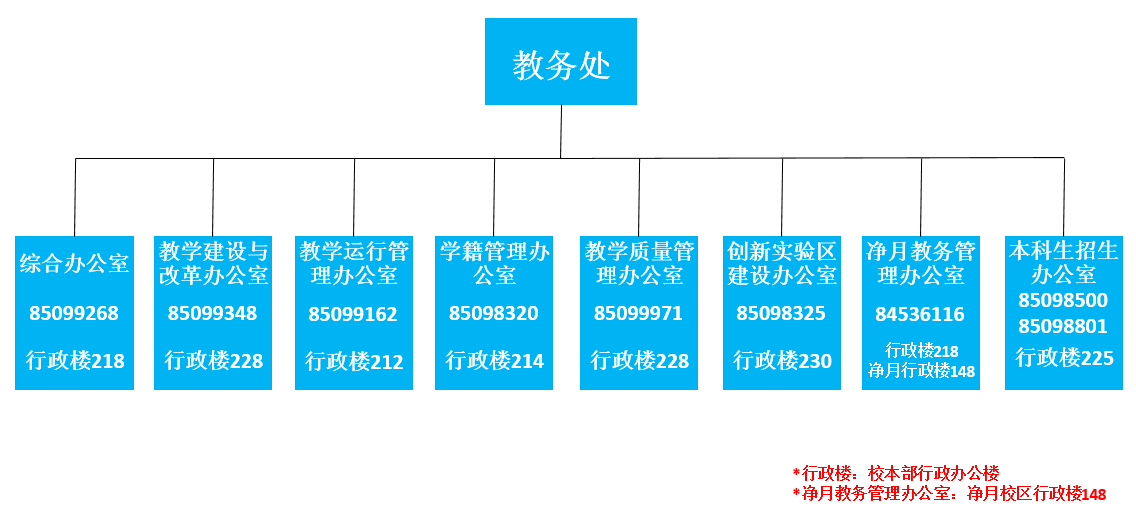 教务处
综合办公室
85099268
行政楼218
教学建设与
改革办公室
85099348
行政楼228
教学运行管
理办公室
85099162
行政楼212
学籍管理办
公室
85098320
行政楼214
教学质量管
理办公室
85099971
行政楼228
创新实验区
建设办公室
85098325
行政楼230
净月教务管
理办公室
84536116
行政楼218
净月行政楼148
本科生招生
办公室
85098500
85098801
行政楼225
*行政楼：校本部行政办公楼
*净月教务管理办公室：净月校区行政楼148